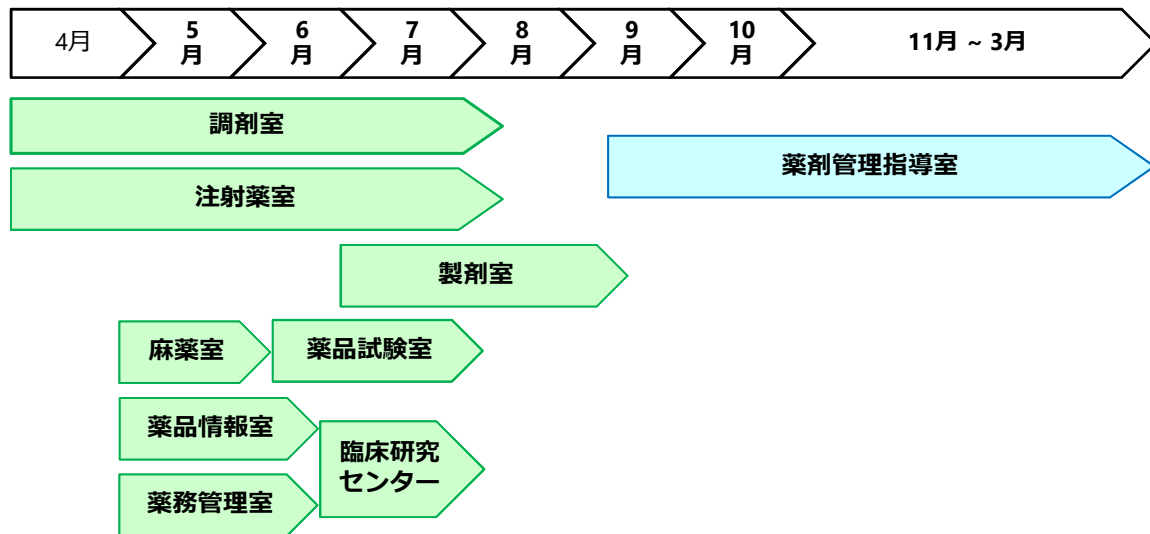 4月
5
月
6
月
7
月
8
月
9
月
10
月
11月 ~ 3月
調剤室
薬剤管理指導室
注射薬室
製剤室
麻薬室
薬品試験室
薬品情報室
臨床研究
センター
薬務管理室